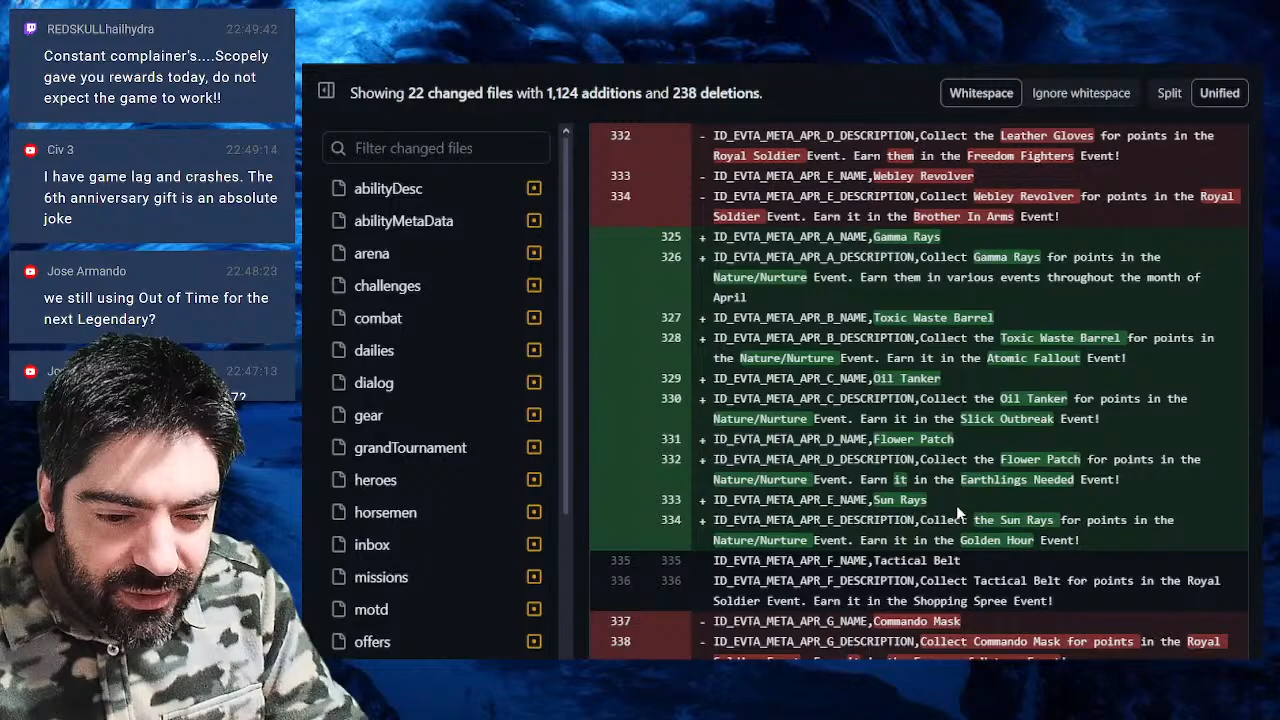 REDSKULLhailhydra 22:49:42
Constant complainer's....Scopely
gave you rewards today, do not
expect the game to work!!
Civ 3 22:49:14
I have game lag and crashes. The
6th anniversary gift is an absolute
joke
Jose Armando 22:48:23
we still using Out of Time for the
next Legendary?
22:47:13
Showing 22 changed files with 1,124 additions and 238 deletions.
Whitespace Ignore whitespace Split Unified
Filter changed files
abilityDesc
abilityMetaData
arena
challenges
combat
dailies
dialog
gear
grandTournament
heroes
horsemen
inbox
missions
motd
offers
332 - ID_EVTA_META_APR_D_DESCRIPTION,Collect the Leather Gloves for points in the
Royal Soldier Event. Earn them in the Freedom Fighters Event!
333 - ID_EVTA_META_APR_E_NAME,Webley Revolver
334 - ID_EVTA_META_APR_E_DESCRIPTION,Collect Webley Revolver for points in the Royal
Soldier Event. Earn it in the Brother In Arms Event!
325 + ID_EVTA_META_APR_A_NAME,Gamma Rays
326 + ID_EVTA_META_APR_A_DESCRIPTION,Collect Gamma Rays for points in the
Nature/Nurture Event. Earn them in various events throughout the month of
April
327 + ID_EVTA_META_APR_B_NAME,Toxic Waste Barrel
328 + ID_EVTA_META_APR_B_DESCRIPTION,Collect the Toxic Waste Barrel for points in
the Nature/Nurture Event. Earn it in the Atomic Fallout Event!
329 + ID_EVTA_META_APR_C_NAME,Oil Tanker
330 + ID_EVTA_META_APR_C_DESCRIPTION,Collect the Oil Tanker for points in the
Nature/Nurture Event. Earn it in the Slick Outbreak Event!
331 + ID_EVTA_META_APR_D_NAME,Flower Patch
332 + ID_EVTA_META_APR_D_DESCRIPTION,Collect the Flower Patch for points in the
Nature/Nurture Event. Earn it in the Earthlings Needed Event!
333 + ID_EVTA_META_APR_E_NAME,Sun Rays
334 + ID_EVTA_META_APR_E_DESCRIPTION,Collect the Sun Rays for points in the
Nature/Nurture Event. Earn it in the Golden Hour Event!
335 335 ID_EVTA_META_APR_F_NAME,Tactical Belt
336 336 ID_EVTA_META_APR_F_DESCRIPTION,Collect Tactical Belt for points in the Royal
Soldier Event. Earn it in the Shopping Spree Event!
337 - ID_EVTA_META_APR_G_NAME,Commando Mask
338 - ID_EVTA_META_APR_G_DESCRIPTION,Collect Commando Mask for points in the Royal